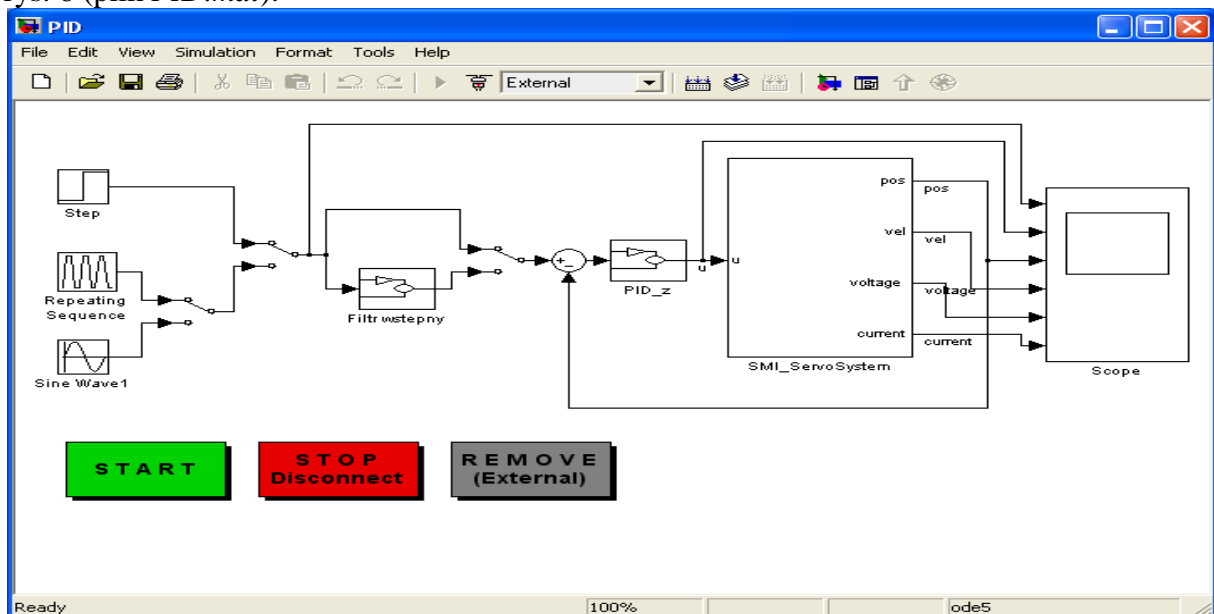 PID
File Edit View Simulation Format Tools Help
External
Step
Repeating
Sequence
Sine Wave1
Filtr wstepny
PID_z
u
u
pos
pos
vel
vel
voltage
voltage
current
current
SMI_ServoSystem
Scope
START
STOP
Disconnect
REMOVE
(External)
Ready 100% ode5